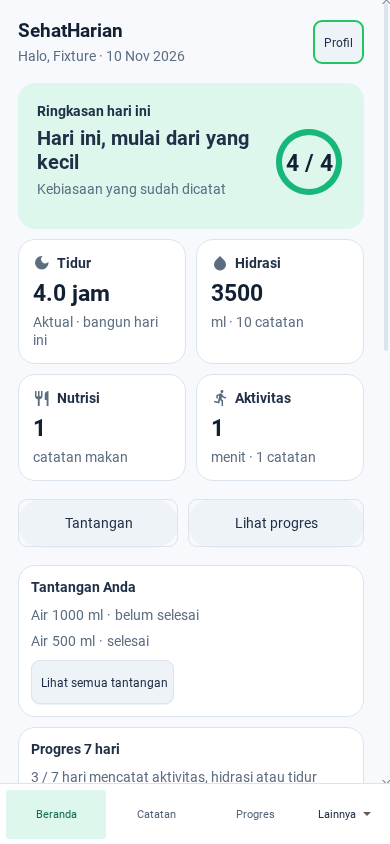 SehatHarian
Halo, Fixture · 10 Nov 2026
Profil
Ringkasan hari ini
Hari ini, mulai dari yang
kecil
Kebiasaan yang sudah dicatat
4 / 4
Tidur
4.0 jam
Aktual · bangun hari
ini
Hidrasi
3500
ml · 10 catatan
Nutrisi
1
catatan makan
Aktivitas
1
menit · 1 catatan
Tantangan
Lihat progres
Tantangan Anda
Air 1000 ml · belum selesai
Air 500 ml · selesai
Lihat semua tantangan
Progres 7 hari
3 / 7 hari mencatat aktivitas, hidrasi atau tidur
Beranda
Catatan
Progres
Lainnya